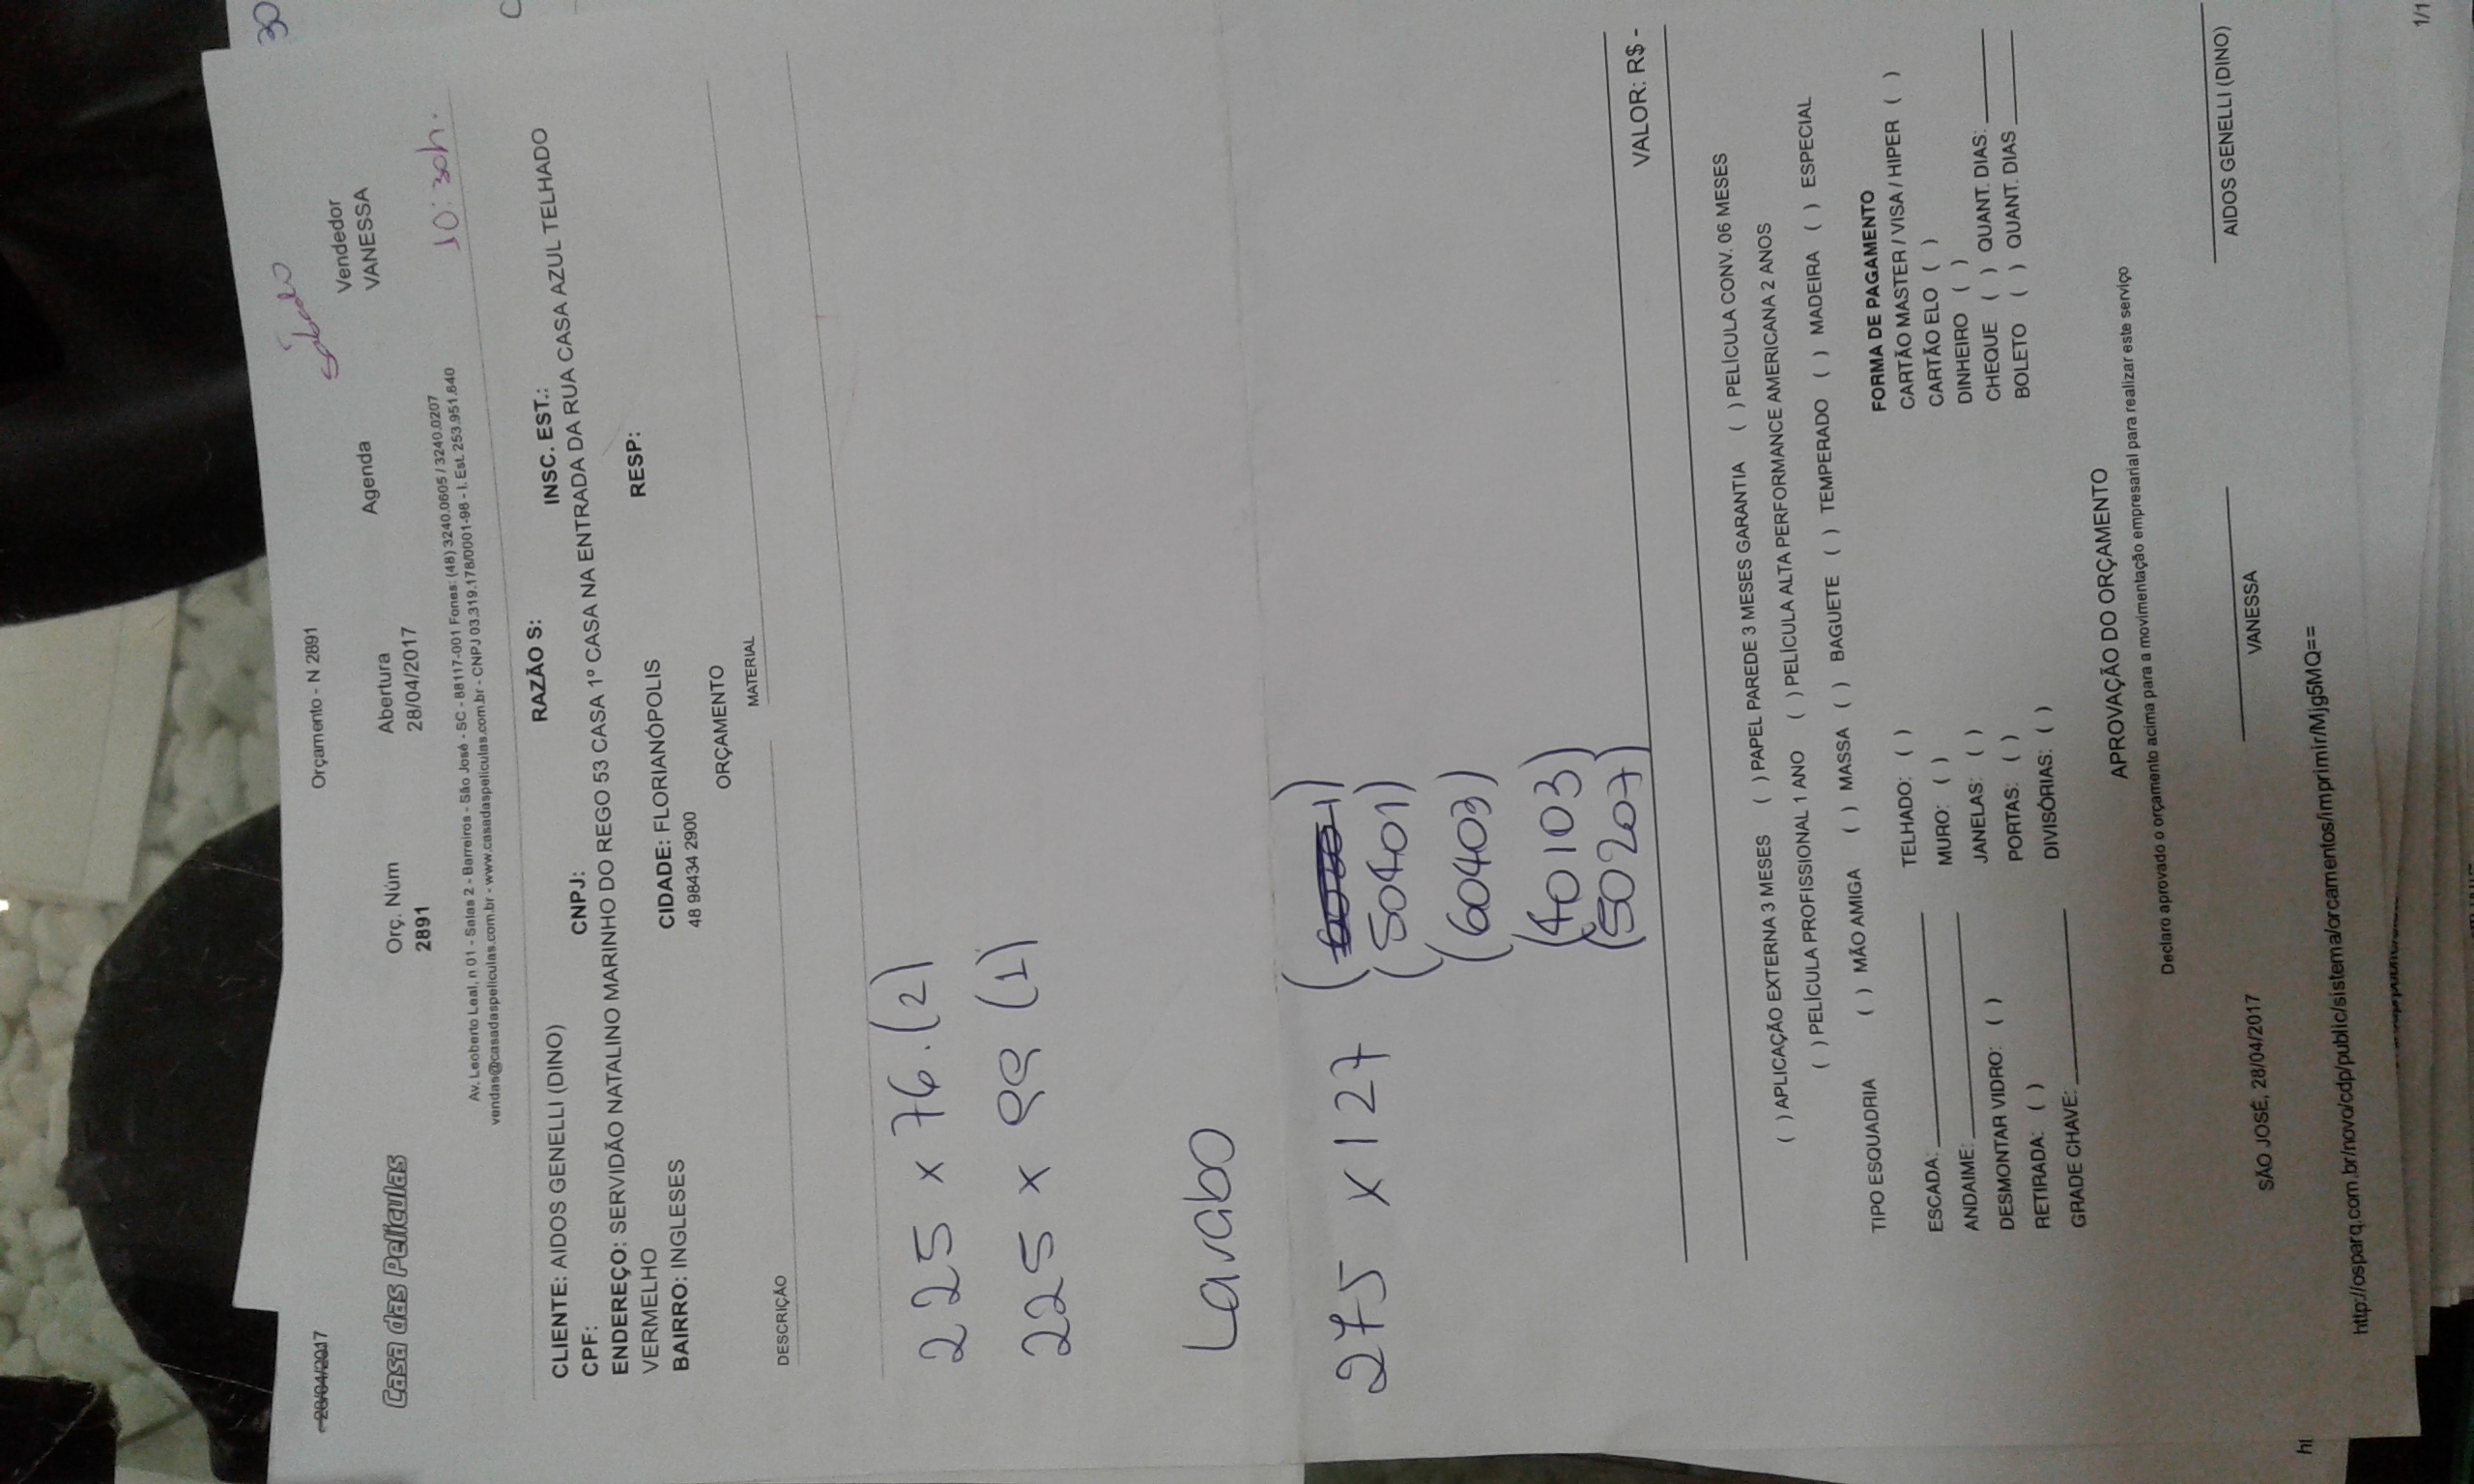 28/04/2017 Orçamento - N 2891
sábado
30
Casa das Películas
Orç. Núm Abertura Agenda Vendedor
2891 28/04/2017 VANESSA
10:30h.
Av. Leoberto Leal, n 01 - Salas 2 - Barreiros - São José - SC - 88117-001 Fones: (48) 3240.0605 / 3240.0207
vendas@casadaspeliculas.com.br - www.casadaspeliculas.com.br - CNPJ 03.319.178/0001-98 - I. Est. 253.951.640
CLIENTE: AIDOS GENELLI (DINO) RAZÃO S:
CPF: CNPJ: INSC. EST.:
ENDEREÇO: SERVIDÃO NATALINO MARINHO DO REGO 53 CASA 1º CASA NA ENTRADA DA RUA CASA AZUL TELHADO
VERMELHO
BAIRRO: INGLESES CIDADE: FLORIANÓPOLIS RESP:
48 98434 2900
ORÇAMENTO
DESCRIÇÃO MATERIAL
225 x 76. (2)
225 x 99 (1)
Lavabo
275 x 127
(50401)
(60403)
(40103)
(50207)
VALOR: R$ -
( ) APLICAÇÃO EXTERNA 3 MESES ( ) PAPEL PAREDE 3 MESES GARANTIA ( ) PELÍCULA CONV. 06 MESES
( ) PELÍCULA PROFISSIONAL 1 ANO ( ) PELÍCULA ALTA PERFORMANCE AMERICANA 2 ANOS
TIPO ESQUADRIA ( ) MÃO AMIGA ( ) MASSA ( ) BAGUETE ( ) TEMPERADO ( ) MADEIRA ( ) ESPECIAL
FORMA DE PAGAMENTO
ESCADA: TELHADO: ( ) CARTÃO MASTER / VISA / HIPER ( )
ANDAIME: MURO: ( ) CARTÃO ELO ( )
DESMONTAR VIDRO: ( ) JANELAS: ( ) DINHEIRO ( )
RETIRADA: ( ) PORTAS: ( ) CHEQUE ( ) QUANT. DIAS:
GRADE CHAVE: DIVISÓRIAS: ( ) BOLETO ( ) QUANT. DIAS
APROVAÇÃO DO ORÇAMENTO
Declaro aprovado o orçamento acima para a movimentação empresarial para realizar este serviço
SÃO JOSÉ, 28/04/2017 VANESSA AIDOS GENELLI (DINO)
http://osparq.com.br/novo/cdp/public/sistema/orcamentos/imprimir/Mjg5MQ== 1/1